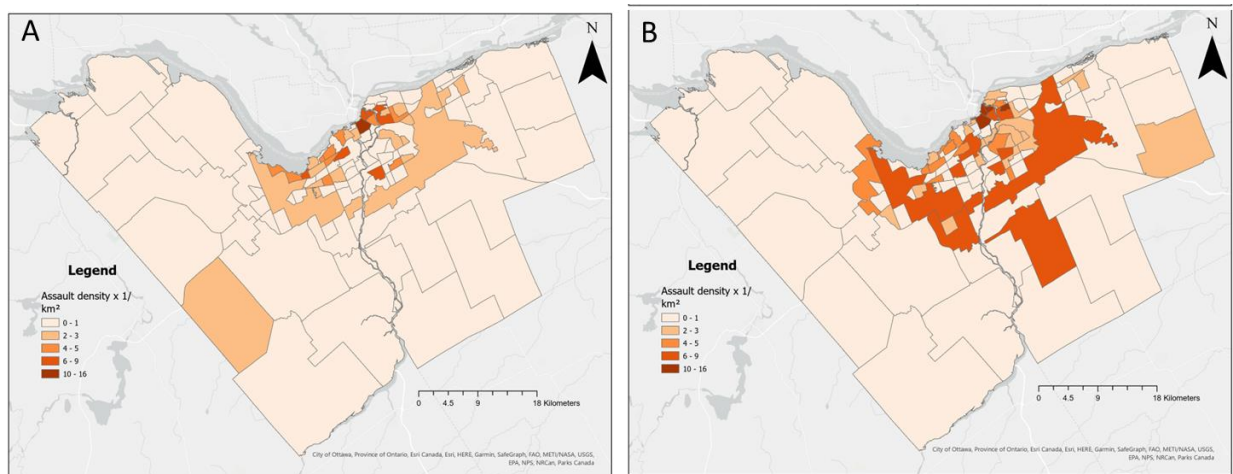 A
N
Legend
Assault density x 1/
km²
0 - 1
2 - 3
4 - 5
6 - 9
10 - 16
0 4.5 9 18 Kilometers
City of Ottawa, Province of Ontario, Esri Canada, Esri, HERE, Garmin, SafeGraph, FAO, METI/NASA, USGS,
EPA, NPS, NRCan, Parks Canada
B
N
Legend
Assault density x 1/
km²
0 - 1
2 - 3
4 - 5
6 - 9
10 - 16
0 4.5 9 18 Kilometers
City of Ottawa, Province of Ontario, Esri Canada, Esri, HERE, Garmin, SafeGraph, FAO, METI/NASA, USGS,
EPA, NPS, NRCan, Parks Canada